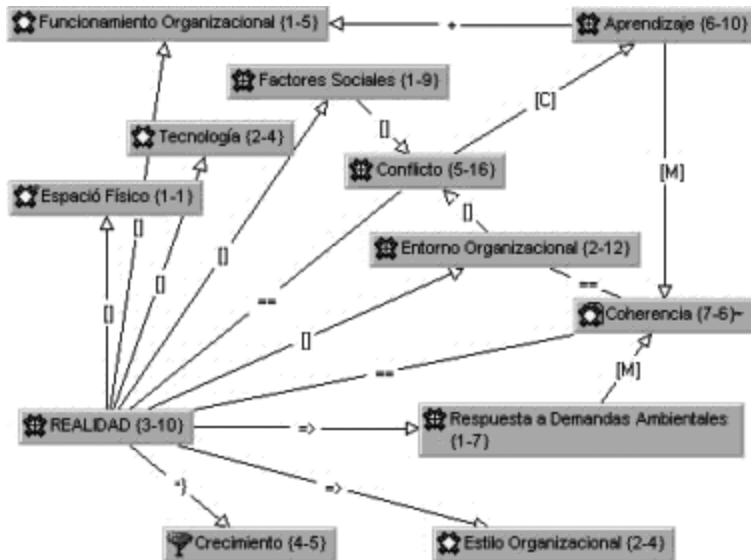 Funcionamiento Organizacional {1-5}
+
Aprendizaje {6-10}
Factores Sociales {1-9}
[C]
[]
Tecnología {2-4}
Conflicto {5-16}
[M]
Espació Físico {1-1}
[]
[]
Entorno Organizacional {2-12}
[]
[]
==
==
[]
Coherencia {7-6}~
[]
==
[M]
REALIDAD {3-10}
=>
Respuesta a Demandas Ambientales
{1-7}
*}
=>
Crecimiento {4-5}
Estilo Organizacional {2-4}